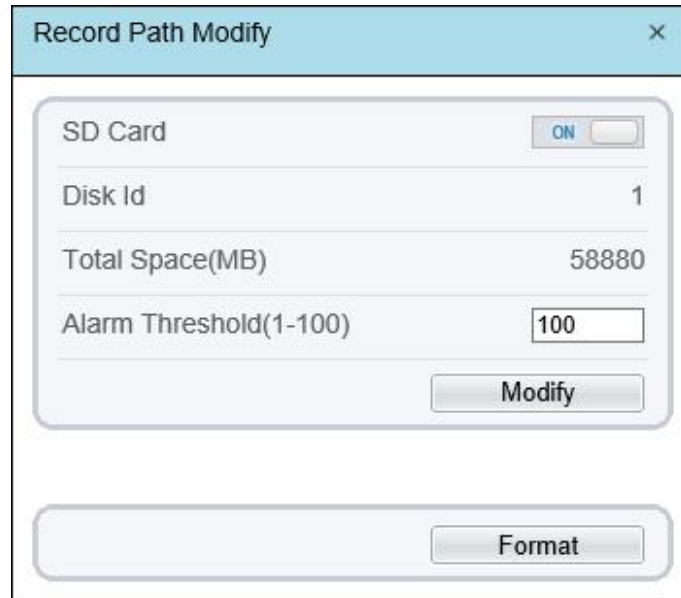 Record Path Modify ×
SD Card ON
Disk Id 1
Total Space(MB) 58880
Alarm Threshold(1-100) 100
Modify
Format